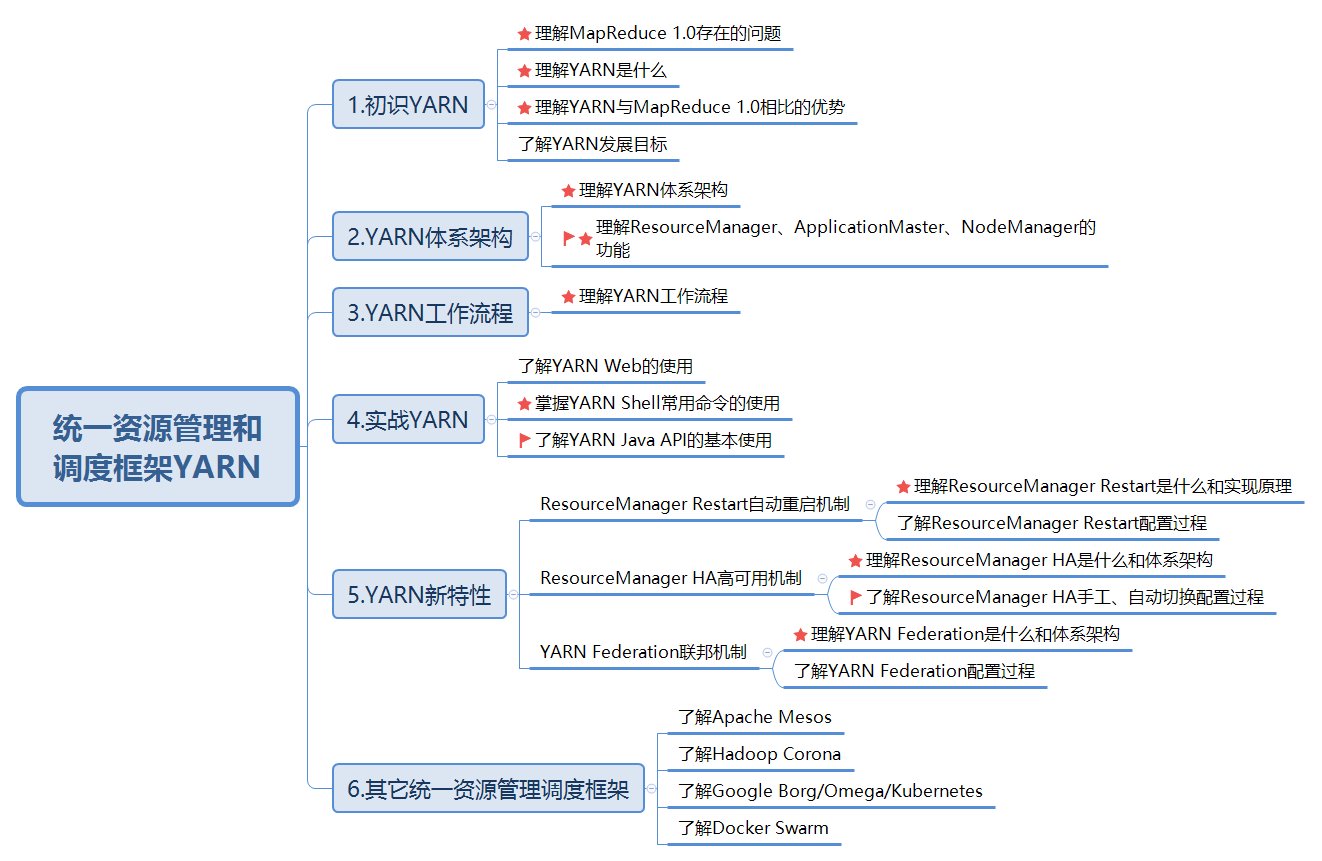 统一资源管理和
调度框架YARN
1.初识YARN
理解MapReduce 1.0存在的问题
理解YARN是什么
理解YARN与MapReduce 1.0相比的优势
了解YARN发展目标
2.YARN体系架构
理解YARN体系架构
理解ResourceManager、ApplicationMaster、NodeManager的
功能
3.YARN工作流程
理解YARN工作流程
4.实战YARN
了解YARN Web的使用
掌握YARN Shell常用命令的使用
了解YARN Java API的基本使用
5.YARN新特性
ResourceManager Restart自动重启机制
理解ResourceManager Restart是什么和实现原理
了解ResourceManager Restart配置过程
ResourceManager HA高可用机制
理解ResourceManager HA是什么和体系架构
了解ResourceManager HA手工、自动切换配置过程
YARN Federation联邦机制
理解YARN Federation是什么和体系架构
了解YARN Federation配置过程
6.其它统一资源管理调度框架
了解Apache Mesos
了解Hadoop Corona
了解Google Borg/Omega/Kubernetes
了解Docker Swarm